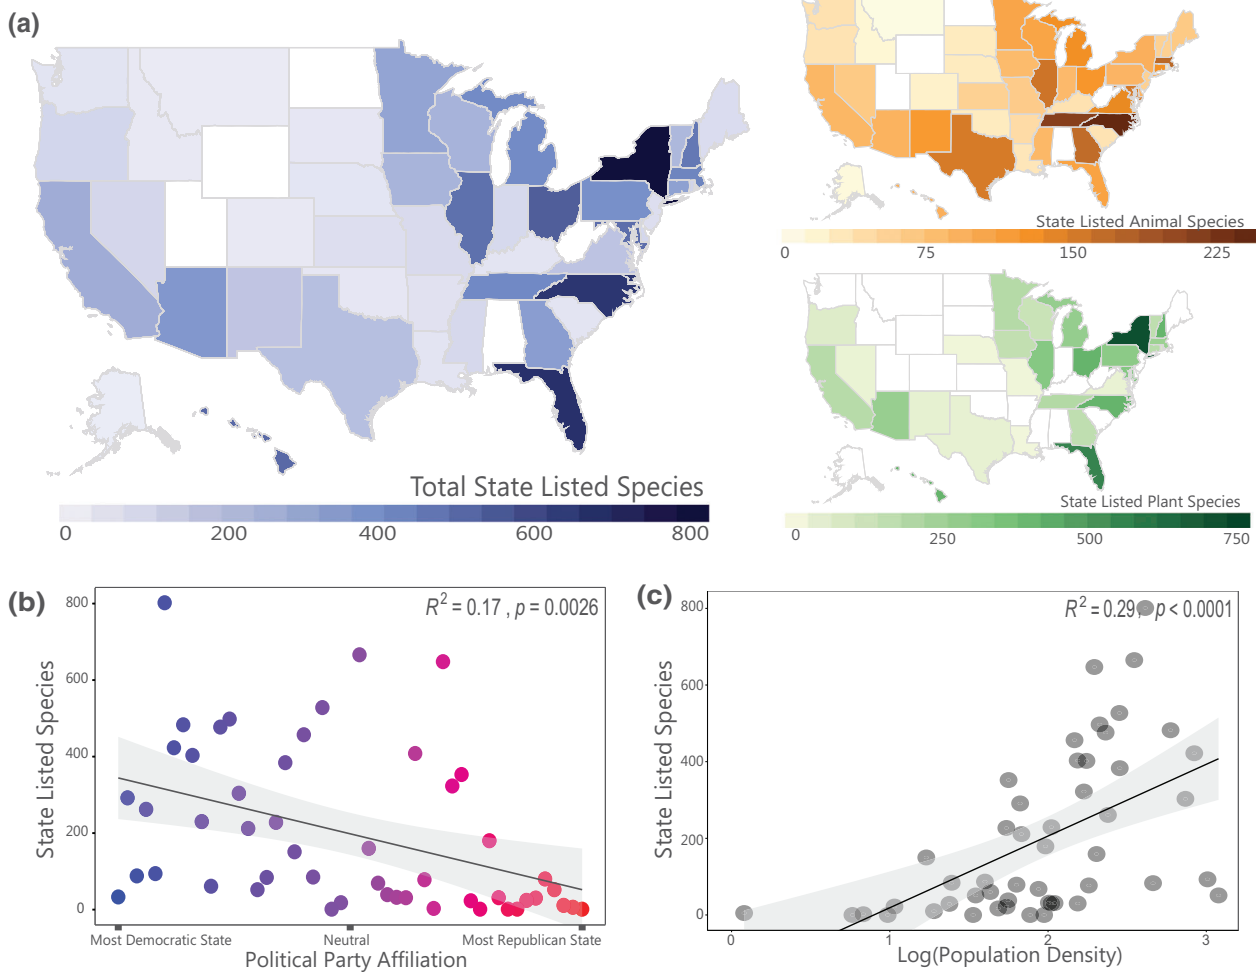 (a)
Total State Listed Species
0 200 400 600 800
State Listed Animal Species
0 75 150 225
State Listed Plant Species
0 250 500 750
(b)
R² = 0.17 , p = 0.0026
State Listed Species
800
600
400
200
0
Most Democratic State Neutral Most Republican State
Political Party Affiliation
(c)
R² = 0.29, p < 0.0001
State Listed Species
800
600
400
200
0
0 1 2 3
Log(Population Density)